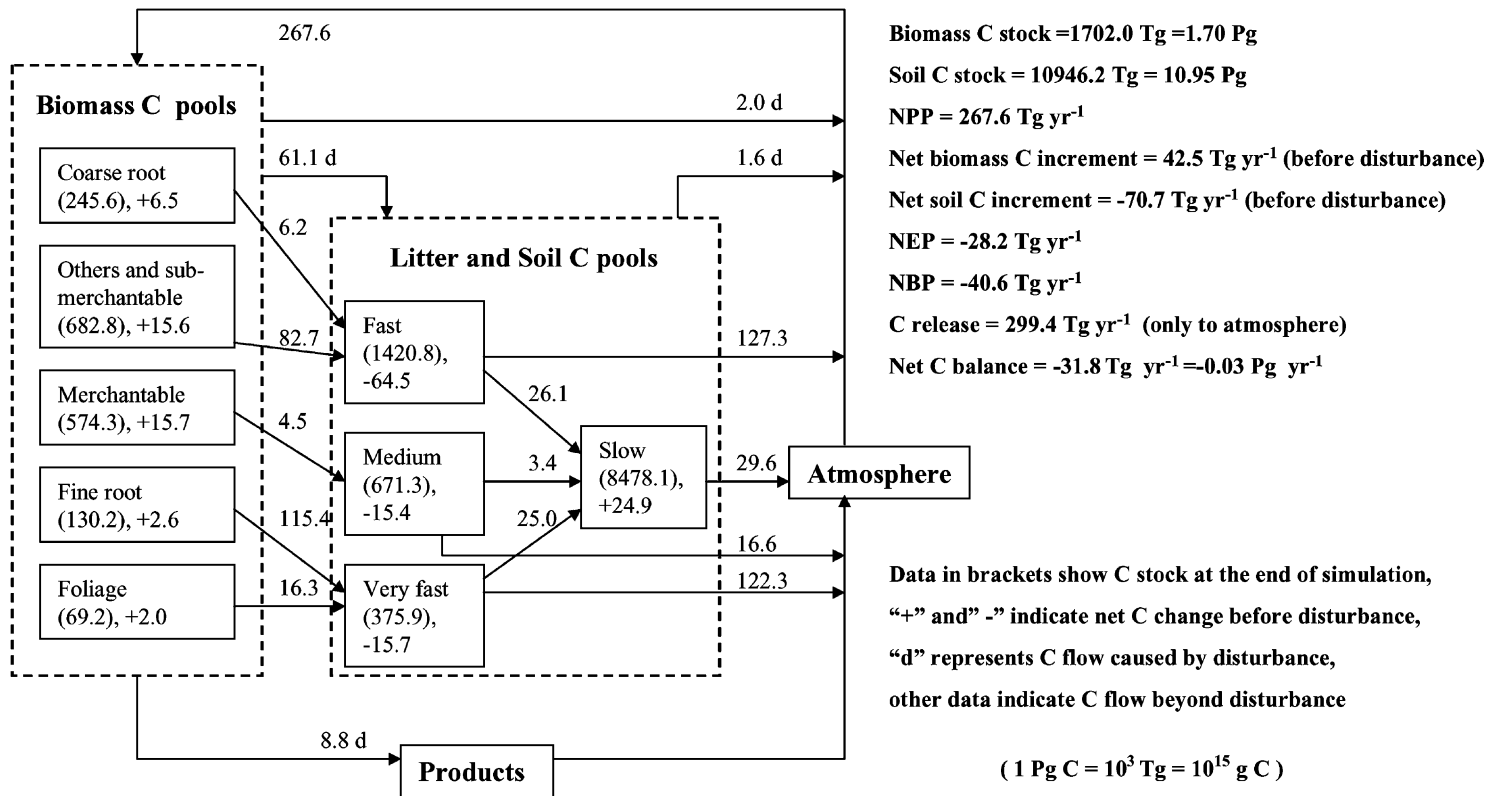 267.6
Biomass C pools
2.0 d
61.1 d
1.6 d
Coarse root
(245.6), +6.5
6.2
Others and sub-
merchantable
(682.8), +15.6
82.7
Merchantable
(574.3), +15.7
4.5
Fine root
(130.2), +2.6
115.4
Foliage
(69.2), +2.0
16.3
Litter and Soil C pools
Fast
(1420.8),
-64.5
127.3
26.1
Medium
(671.3),
-15.4
3.4
Slow
(8478.1),
+24.9
29.6
25.0
16.6
Very fast
(375.9),
-15.7
122.3
Atmosphere
8.8 d
Products
Biomass C stock =1702.0 Tg =1.70 Pg
Soil C stock = 10946.2 Tg = 10.95 Pg
NPP = 267.6 Tg yr-1
Net biomass C increment = 42.5 Tg yr-1 (before disturbance)
Net soil C increment = -70.7 Tg yr-1 (before disturbance)
NEP = -28.2 Tg yr-1
NBP = -40.6 Tg yr-1
C release = 299.4 Tg yr-1 (only to atmosphere)
Net C balance = -31.8 Tg yr-1 =-0.03 Pg yr-1
Data in brackets show C stock at the end of simulation,
“+” and” -” indicate net C change before disturbance,
“d” represents C flow caused by disturbance,
other data indicate C flow beyond disturbance
( 1 Pg C = 10³ Tg = 10¹⁵ g C )